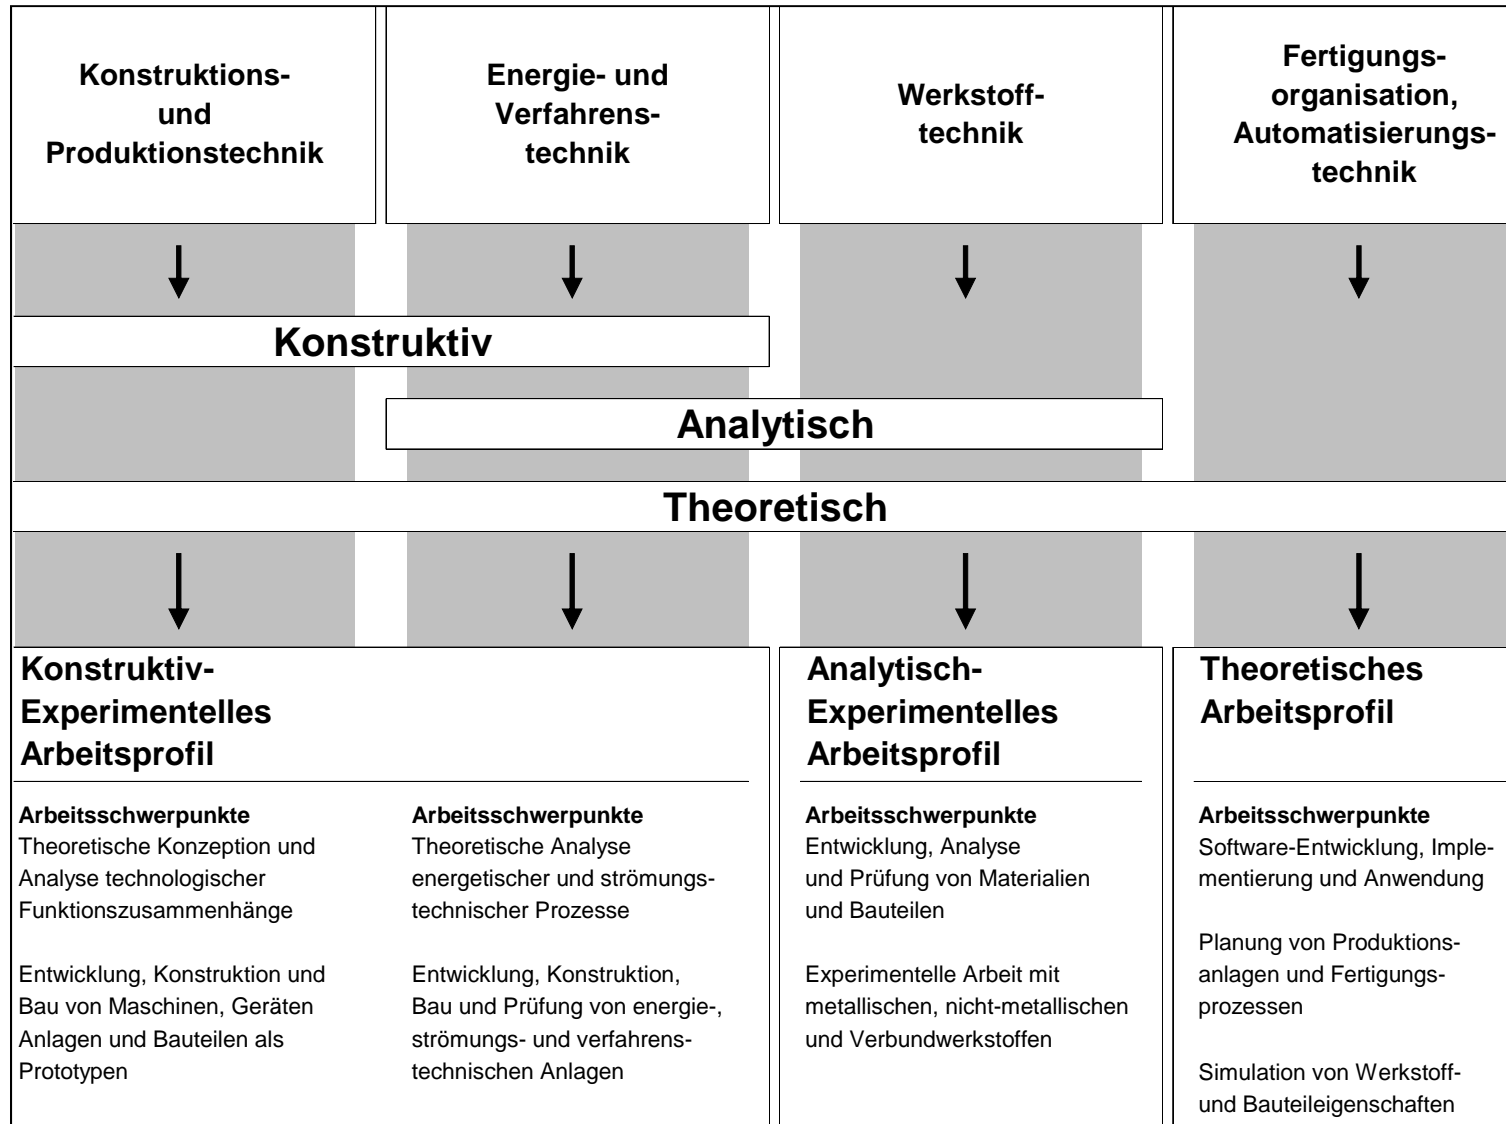 Konstruktions-
und
Produktionstechnik
Energie- und
Verfahrens-
technik
Werkstoff-
technik
Fertigungs-
organisation,
Automatisierungs-
technik
Konstruktiv
Analytisch
Theoretisch
Konstruktiv-
Experimentelles
Arbeitsprofil
Arbeitsschwerpunkte
Theoretische Konzeption und
Analyse technologischer
Funktionszusammenhänge
Entwicklung, Konstruktion und
Bau von Maschinen, Geräten
Anlagen und Bauteilen als
Prototypen
Arbeitsschwerpunkte
Theoretische Analyse
energetischer und strömungs-
technischer Prozesse
Entwicklung, Konstruktion,
Bau und Prüfung von energie-,
strömungs- und verfahrens-
technischen Anlagen
Analytisch-
Experimentelles
Arbeitsprofil
Arbeitsschwerpunkte
Entwicklung, Analyse
und Prüfung von Materialien
und Bauteilen
Experimentelle Arbeit mit
metallischen, nicht-metallischen
und Verbundwerkstoffen
Theoretisches
Arbeitsprofil
Arbeitsschwerpunkte
Software-Entwicklung, Imple-
mentierung und Anwendung
Planung von Produktions-
anlagen und Fertigungs-
prozessen
Simulation von Werkstoff-
und Bauteileigenschaften